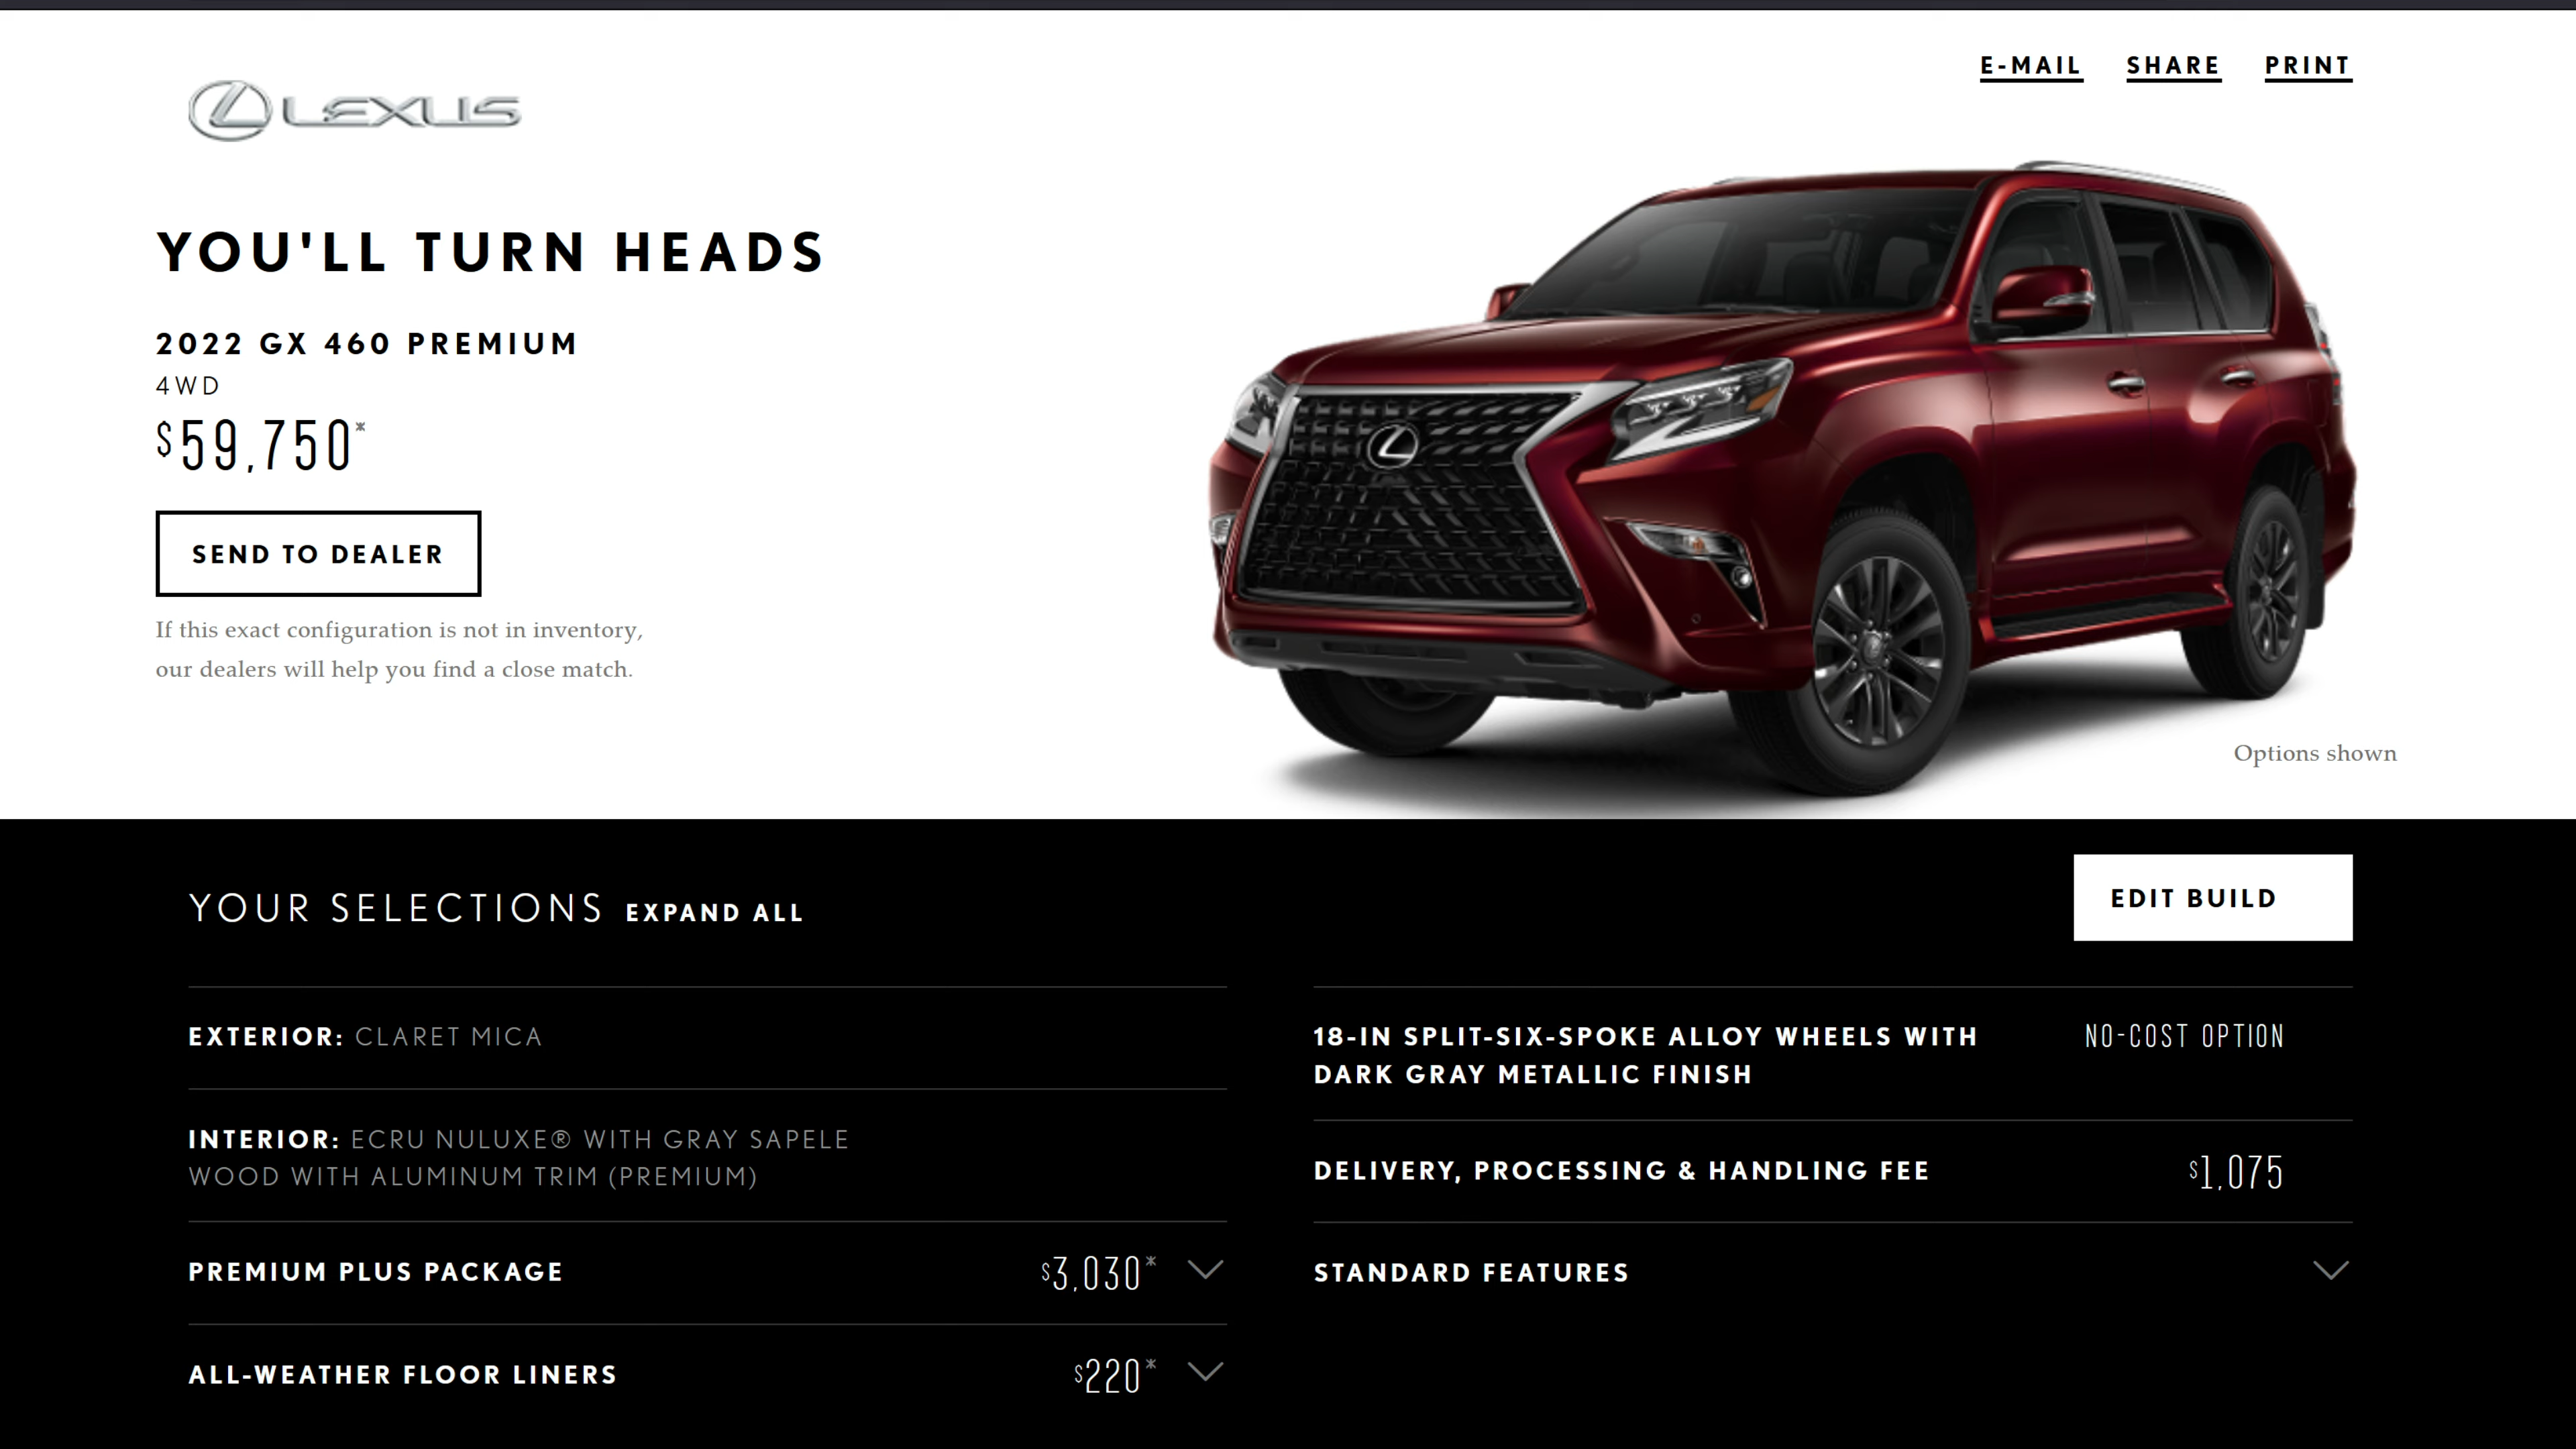 E-MAIL SHARE PRINT
LEXUS
YOU'LL TURN HEADS
2022 GX 460 PREMIUM
4WD
$59,750*
SEND TO DEALER
If this exact configuration is not in inventory,
our dealers will help you find a close match.
Options shown
YOUR SELECTIONS EXPAND ALL
EDIT BUILD
EXTERIOR: CLARET MICA
INTERIOR: ECRU NULUXE® WITH GRAY SAPELE
WOOD WITH ALUMINUM TRIM (PREMIUM)
PREMIUM PLUS PACKAGE $3,030*
ALL-WEATHER FLOOR LINERS $220*
18-IN SPLIT-SIX-SPOKE ALLOY WHEELS WITH NO-COST OPTION
DARK GRAY METALLIC FINISH
DELIVERY, PROCESSING & HANDLING FEE $1,075
STANDARD FEATURES